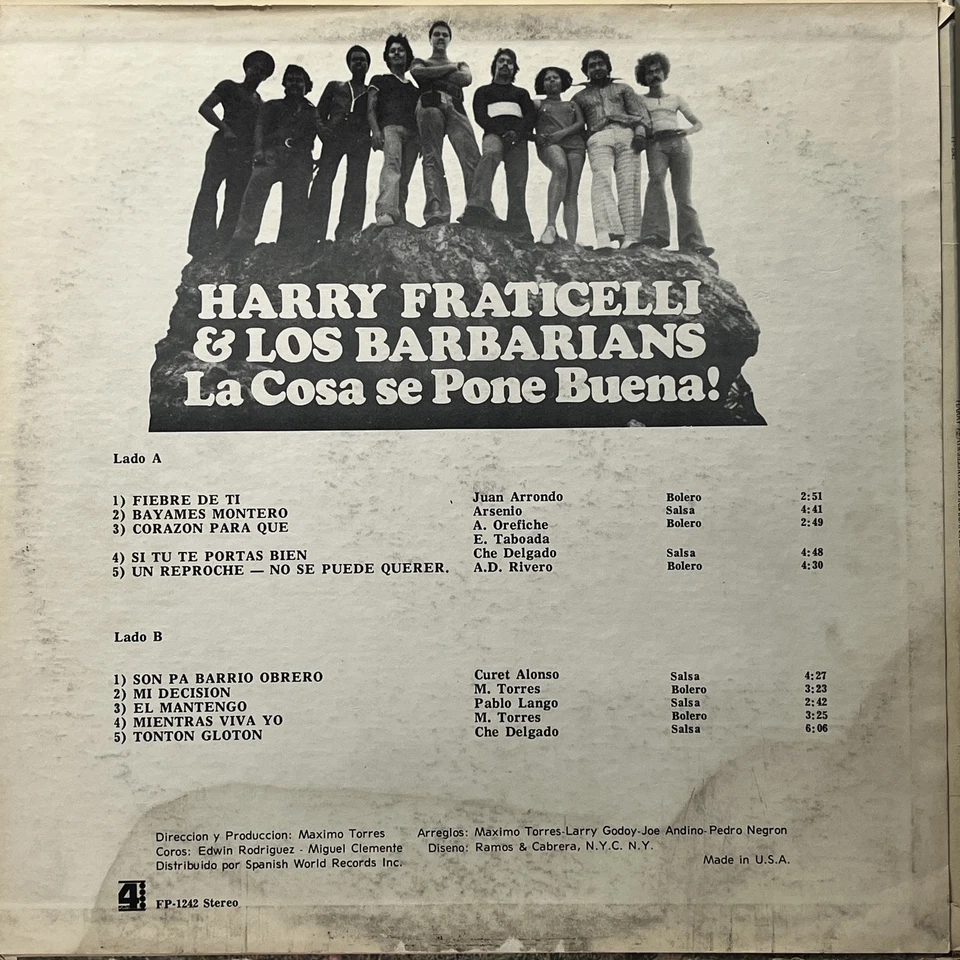 HARRY FRATICELLI
& LOS BARBARIANS
La Cosa se Pone Buena!
Lado A
1) FIEBRE DE TI Juan Arrondo Bolero 2:51
2) BAYAMES MONTERO Arsenio Salsa 4:41
3) CORAZON PARA QUE A. Orefiche Bolero 2:49
E. Taboada
4) SI TU TE PORTAS BIEN Che Delgado Salsa 4:48
5) UN REPROCHE — NO SE PUEDE QUERER. A.D. Rivero Bolero 4:30
Lado B
1) SON PA BARRIO OBRERO Curet Alonso Salsa 4:27
2) MI DECISION M. Torres Bolero 3:23
3) EL MANTENGO Pablo Lango Salsa 2:42
4) MIENTRAS VIVA YO M. Torres Bolero 3:25
5) TONTON GLOTON Che Delgado Salsa 6:06
Direccion y Produccion: Maximo Torres Arreglos: Maximo Torres-Larry Godoy-Joe Andino-Pedro Negron
Coros: Edwin Rodriguez - Miguel Clemente Diseno: Ramos & Cabrera, N.Y.C. N.Y.
Distribuido por Spanish World Records Inc. Made in U.S.A.
4 FP-1242 Stereo